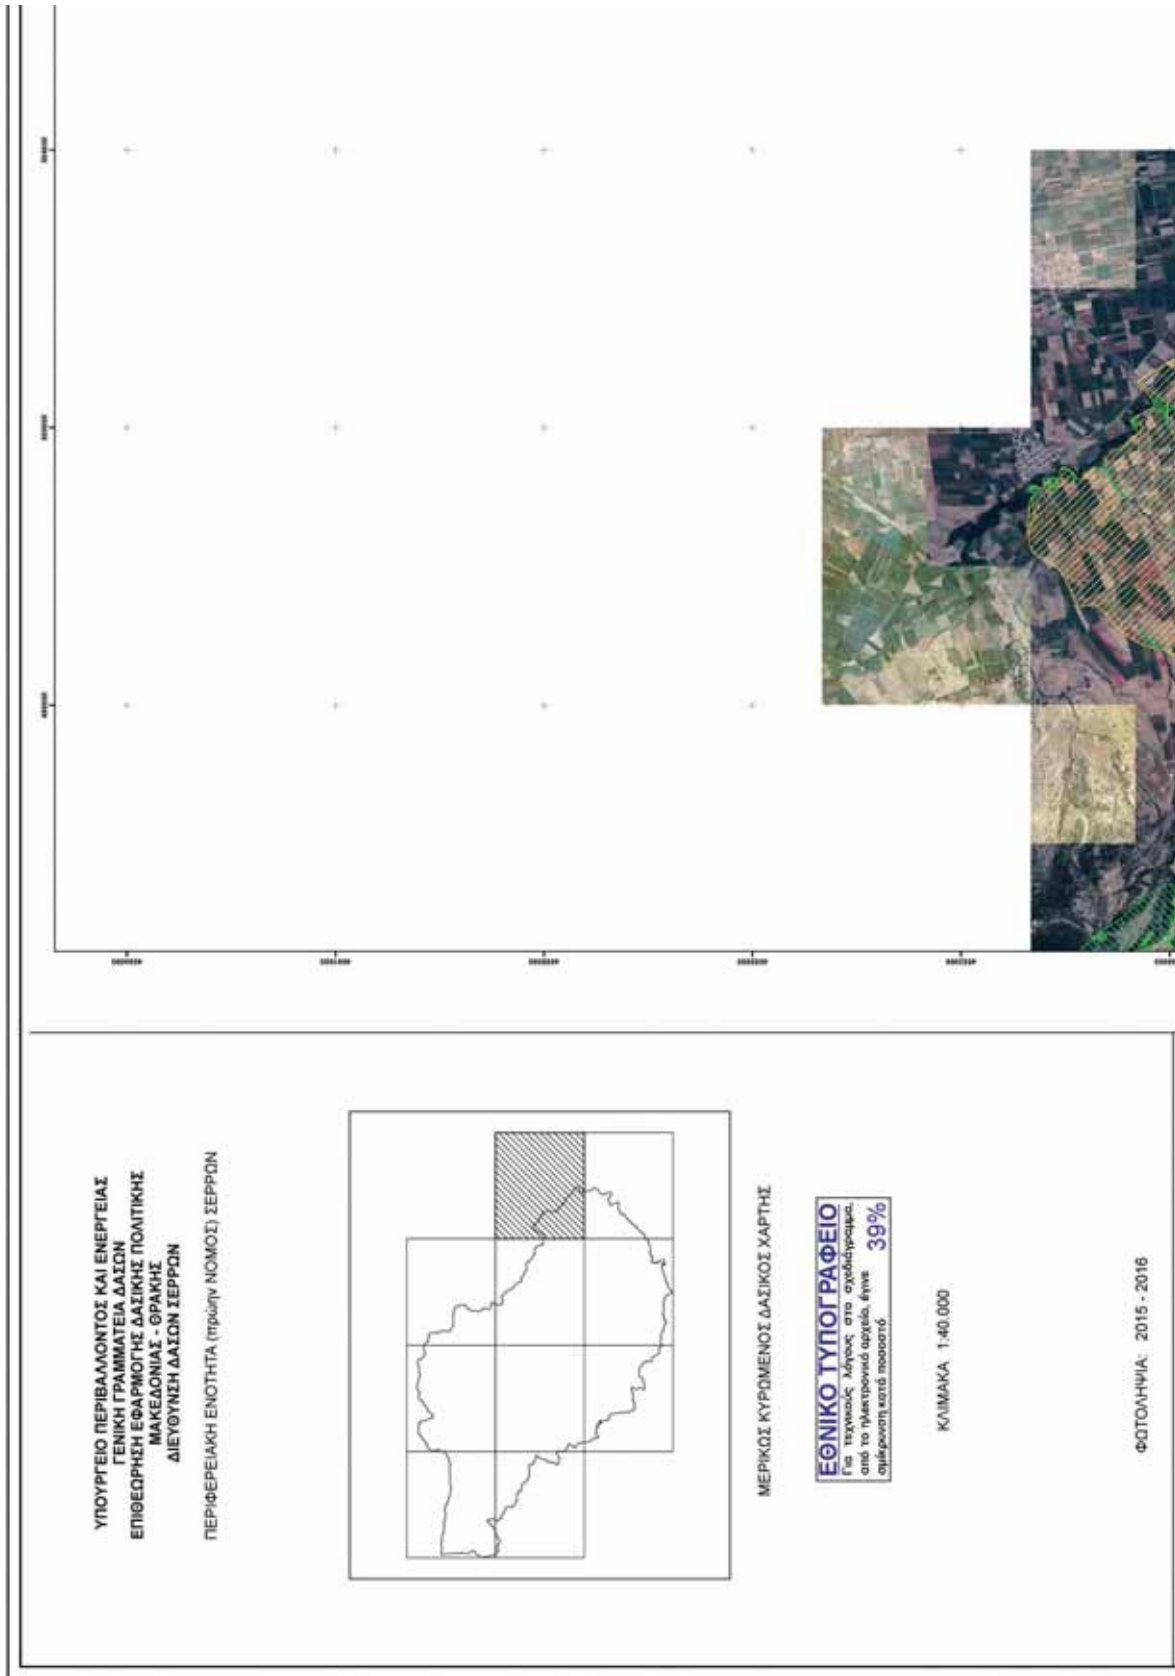 ΥΠΟΥΡΓΕΙΟ ΠΕΡΙΒΑΛΛΟΝΤΟΣ ΚΑΙ ΕΝΕΡΓΕΙΑΣ
ΓΕΝΙΚΗ ΓΡΑΜΜΑΤΕΙΑ ΔΑΣΩΝ
ΕΠΙΘΕΩΡΗΣΗ ΕΦΑΡΜΟΓΗΣ ΔΑΣΙΚΗΣ ΠΟΛΙΤΙΚΗΣ
ΜΑΚΕΔΟΝΙΑΣ - ΘΡΑΚΗΣ
ΔΙΕΥΘΥΝΣΗ ΔΑΣΩΝ ΣΕΡΡΩΝ
ΠΕΡΙΦΕΡΕΙΑΚΗ ΕΝΟΤΗΤΑ (πρώην ΝΟΜΟΣ) ΣΕΡΡΩΝ
ΜΕΡΙΚΩΣ ΚΥΡΩΜΕΝΟΣ ΔΑΣΙΚΟΣ ΧΑΡΤΗΣ
ΕΘΝΙΚΟ ΤΥΠΟΓΡΑΦΕΙΟ
Για τεχνικούς λόγους στο σχεδιάγραμμα,
από το ηλεκτρονικό αρχείο, έγινε
σμίκρυνση κατά ποσοστό 39%
ΚΛΙΜΑΚΑ 1:40.000
ΦΩΤΟΛΗΨΙΑ: 2015 - 2016